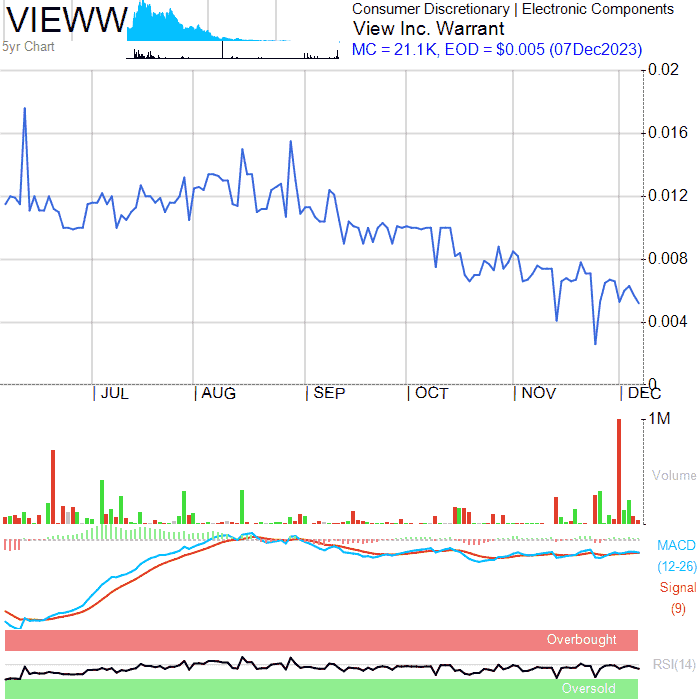 VIEWW
5yr Chart
Consumer Discretionary | Electronic Components
View Inc. Warrant
MC = 21.1K, EOD = $0.005 (07Dec2023)
0.02
0.016
0.012
0.008
0.004
0
JUL AUG SEP OCT NOV DEC
1M
Volume
MACD
(12-26)
Signal
(9)
Overbought
RSI(14)
Oversold